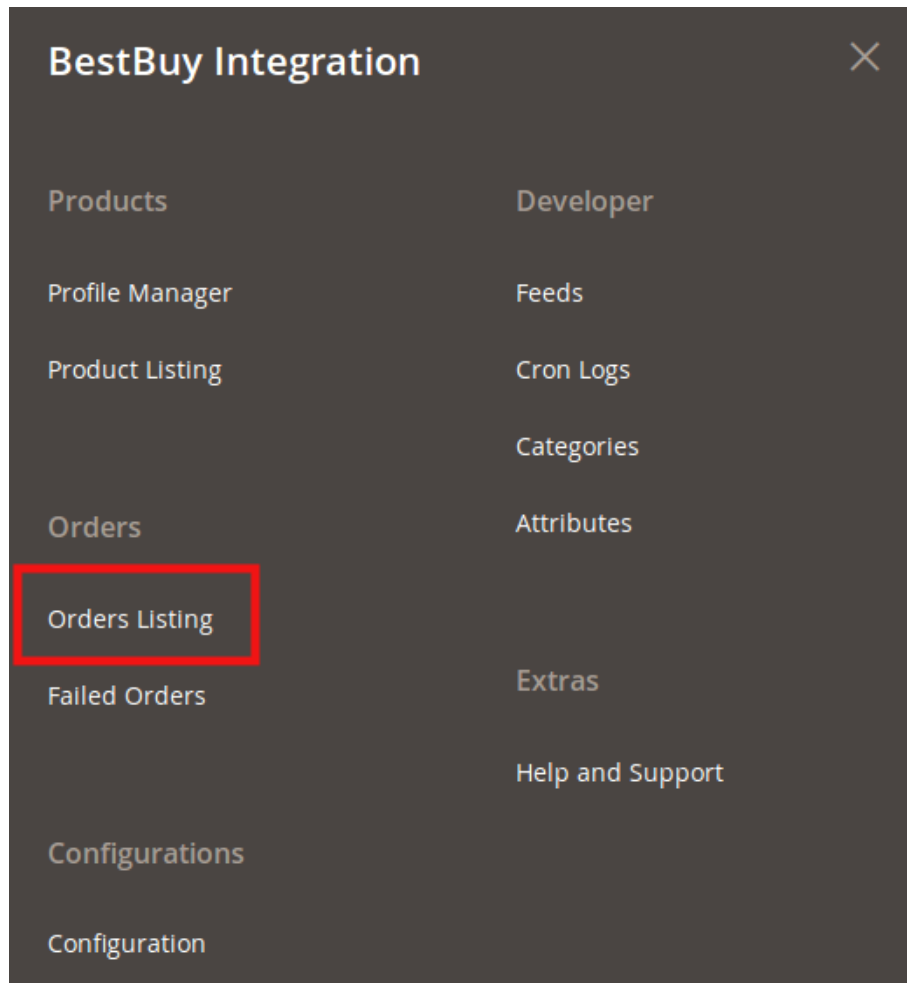 BestBuy Integration
Products
Profile Manager
Product Listing
Orders
Orders Listing
Failed Orders
Configurations
Configuration
Developer
Feeds
Cron Logs
Categories
Attributes
Extras
Help and Support